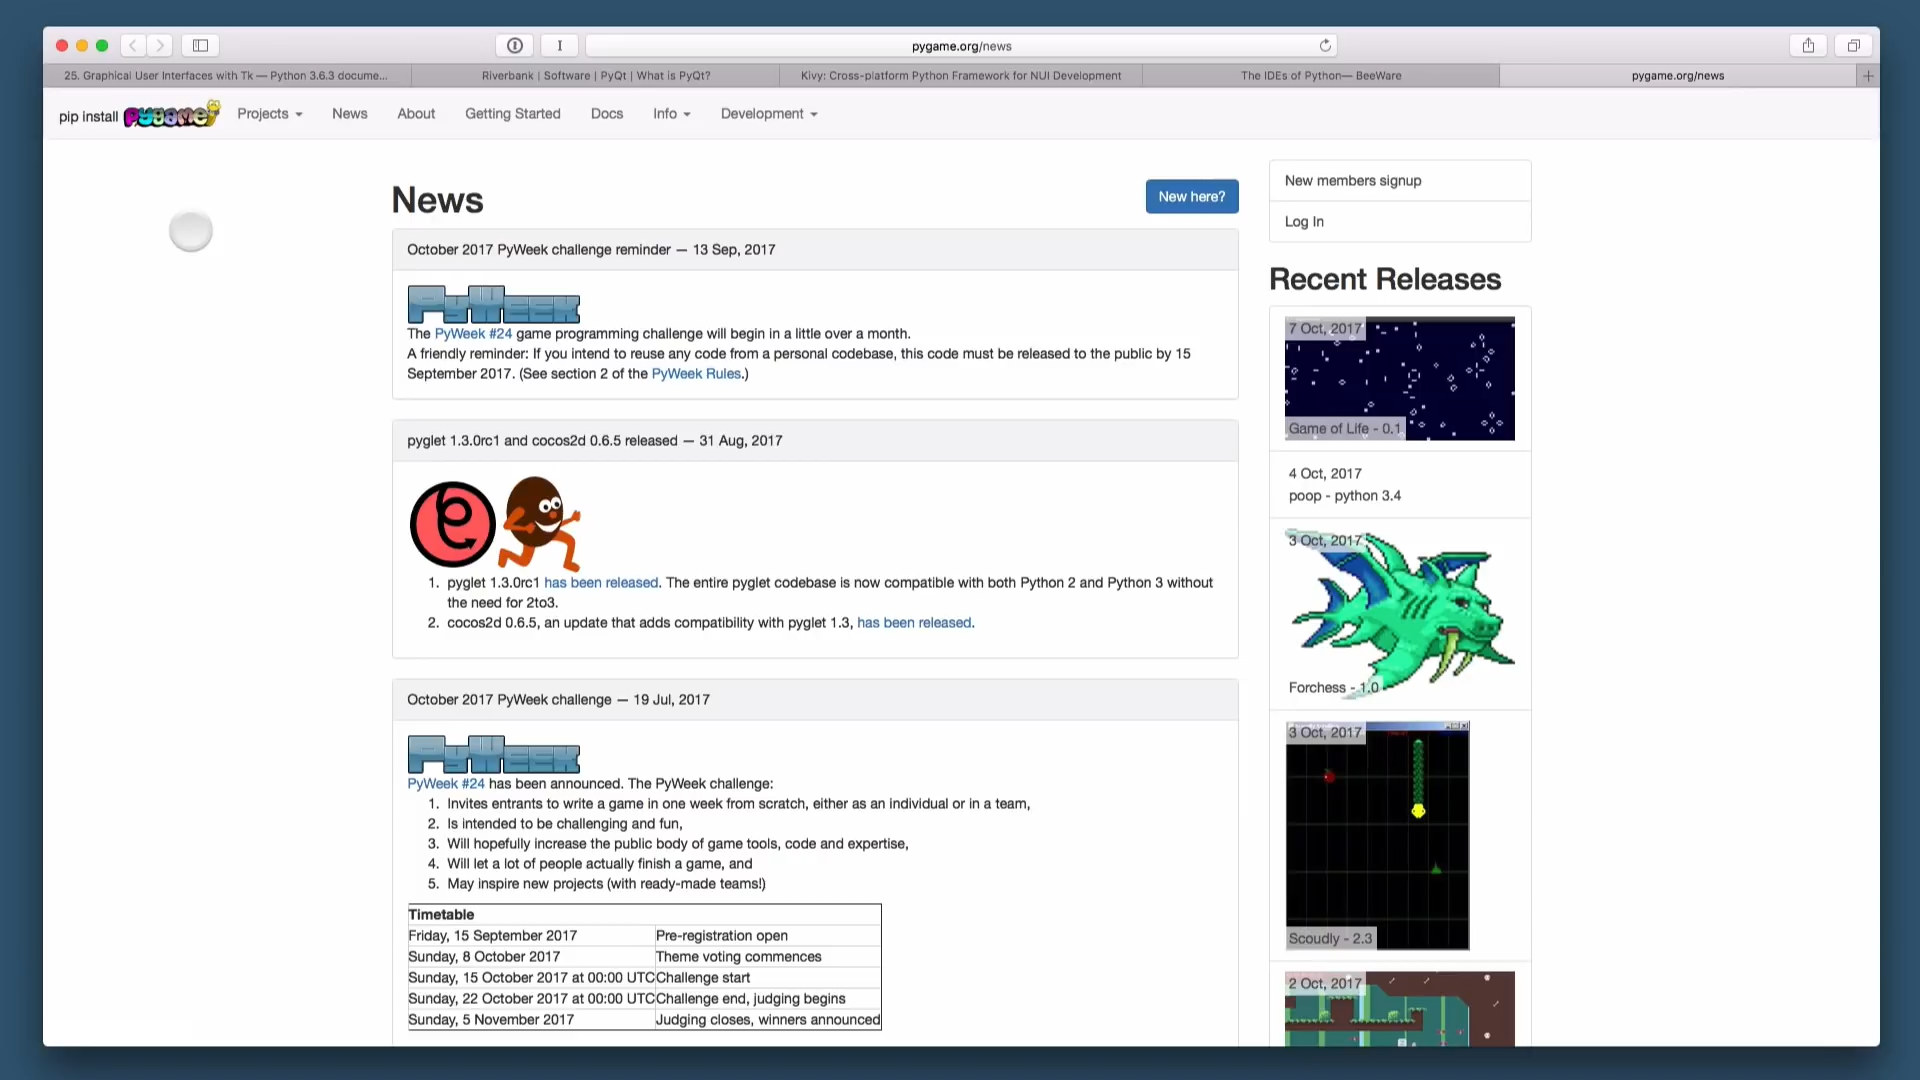 pygame.org/news
25. Graphical User Interfaces with Tk — Python 3.6.3 docume...
Riverbank | Software | PyQt | What is PyQt?
Kivy: Cross-platform Python Framework for NUI Development
The IDEs of Python— BeeWare
pygame.org/news
pip install pygame
Projects
News
About
Getting Started
Docs
Info
Development
News
New here?
October 2017 PyWeek challenge reminder — 13 Sep, 2017
PyWeek
The PyWeek #24 game programming challenge will begin in a little over a month.
A friendly reminder: If you intend to reuse any code from a personal codebase, this code must be released to the public by 15
September 2017. (See section 2 of the PyWeek Rules.)
pyglet 1.3.0rc1 and cocos2d 0.6.5 released — 31 Aug, 2017
1. pyglet 1.3.0rc1 has been released. The entire pyglet codebase is now compatible with both Python 2 and Python 3 without
the need for 2to3.
2. cocos2d 0.6.5, an update that adds compatibility with pyglet 1.3, has been released.
October 2017 PyWeek challenge — 19 Jul, 2017
PyWeek
PyWeek #24 has been announced. The PyWeek challenge:
1. Invites entrants to write a game in one week from scratch, either as an individual or in a team,
2. Is intended to be challenging and fun,
3. Will hopefully increase the public body of game tools, code and expertise,
4. Will let a lot of people actually finish a game, and
5. May inspire new projects (with ready-made teams!)
Timetable
Friday, 15 September 2017 Pre-registration open
Sunday, 8 October 2017 Theme voting commences
Sunday, 15 October 2017 at 00:00 UTC Challenge start
Sunday, 22 October 2017 at 00:00 UTC Challenge end, judging begins
Sunday, 5 November 2017 Judging closes, winners announced
New members signup
Log In
Recent Releases
7 Oct, 2017
Game of Life - 0.1
4 Oct, 2017
poop - python 3.4
3 Oct, 2017
Forchess - 1.0
3 Oct, 2017
Scoudly - 2.3
2 Oct, 2017